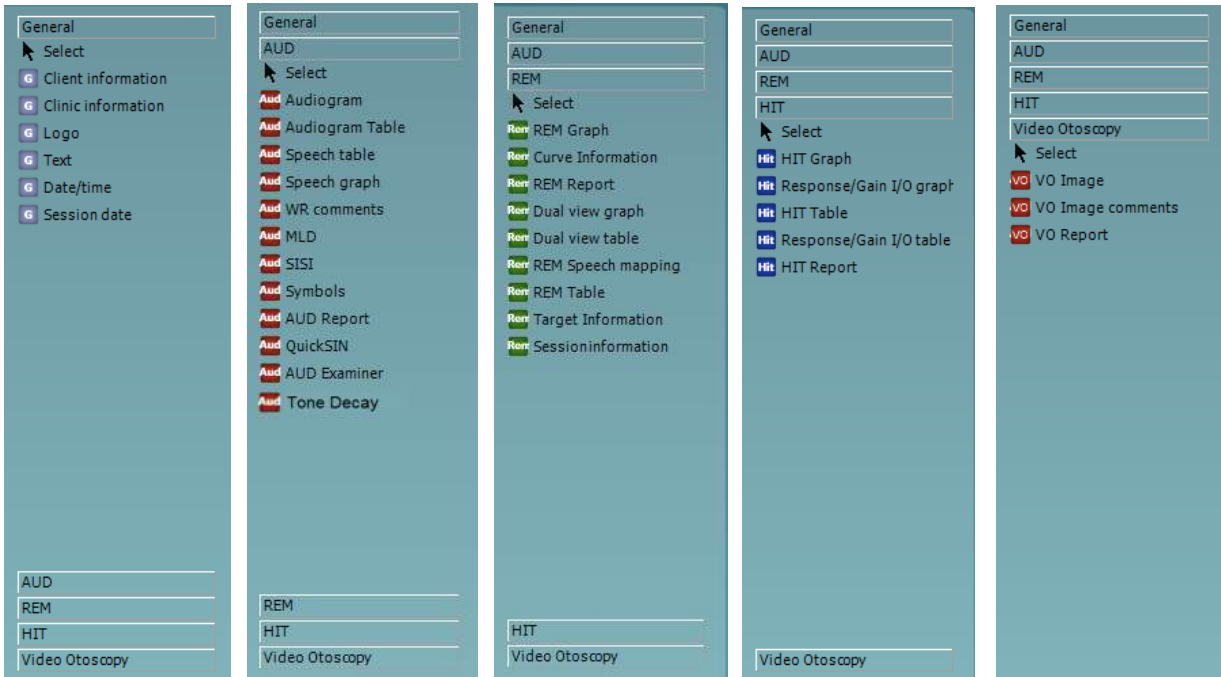 General
Select
G Client information
G Clinic information
G Logo
G Text
G Date/time
G Session date
AUD
REM
HIT
Video Otoscopy
General
AUD
Select
Aud Audiogram
Aud Audiogram Table
Aud Speech table
Aud Speech graph
Aud WR comments
Aud MLD
Aud SISI
Aud Symbols
Aud AUD Report
Aud QuickSIN
Aud AUD Examiner
Aud Tone Decay
REM
HIT
Video Otoscopy
General
AUD
REM
Select
Rem REM Graph
Rem Curve Information
Rem REM Report
Rem Dual view graph
Rem Dual view table
Rem REM Speech mapping
Rem REM Table
Rem Target Information
Rem Sessioninformation
HIT
Video Otoscopy
General
AUD
REM
HIT
Select
Hit HIT Graph
Hit Response/Gain I/O graph
Hit HIT Table
Hit Response/Gain I/O table
Hit HIT Report
Video Otoscopy
General
AUD
REM
HIT
Video Otoscopy
Select
VO VO Image
VO VO Image comments
VO VO Report